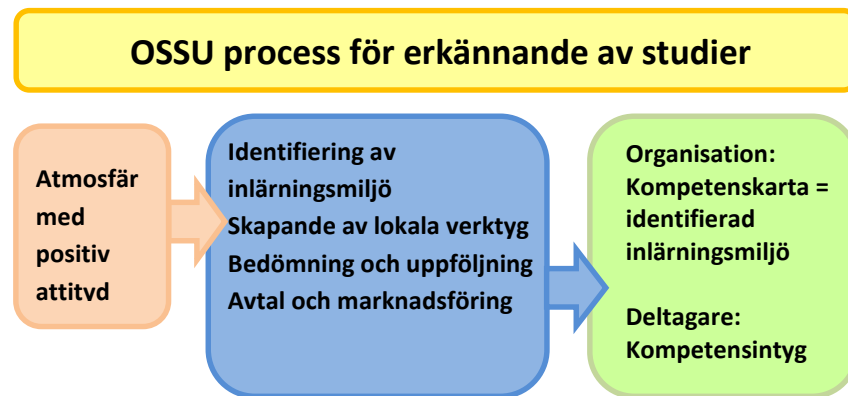 OSSU process för erkännande av studier
Atmosfär
med
positiv
attityd
Identifiering av
inlärningsmiljö
Skapande av lokala verktyg
Bedömning och uppföljning
Avtal och marknadsföring
Organisation:
Kompetenskarta =
identifierad
inlärningsmiljö
Deltagare:
Kompetensintyg